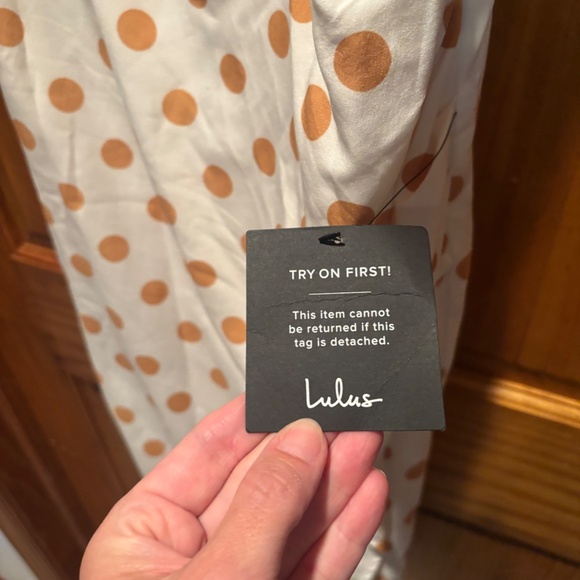 TRY ON FIRST!
This item cannot
be returned if this
tag is detached.
Lulus